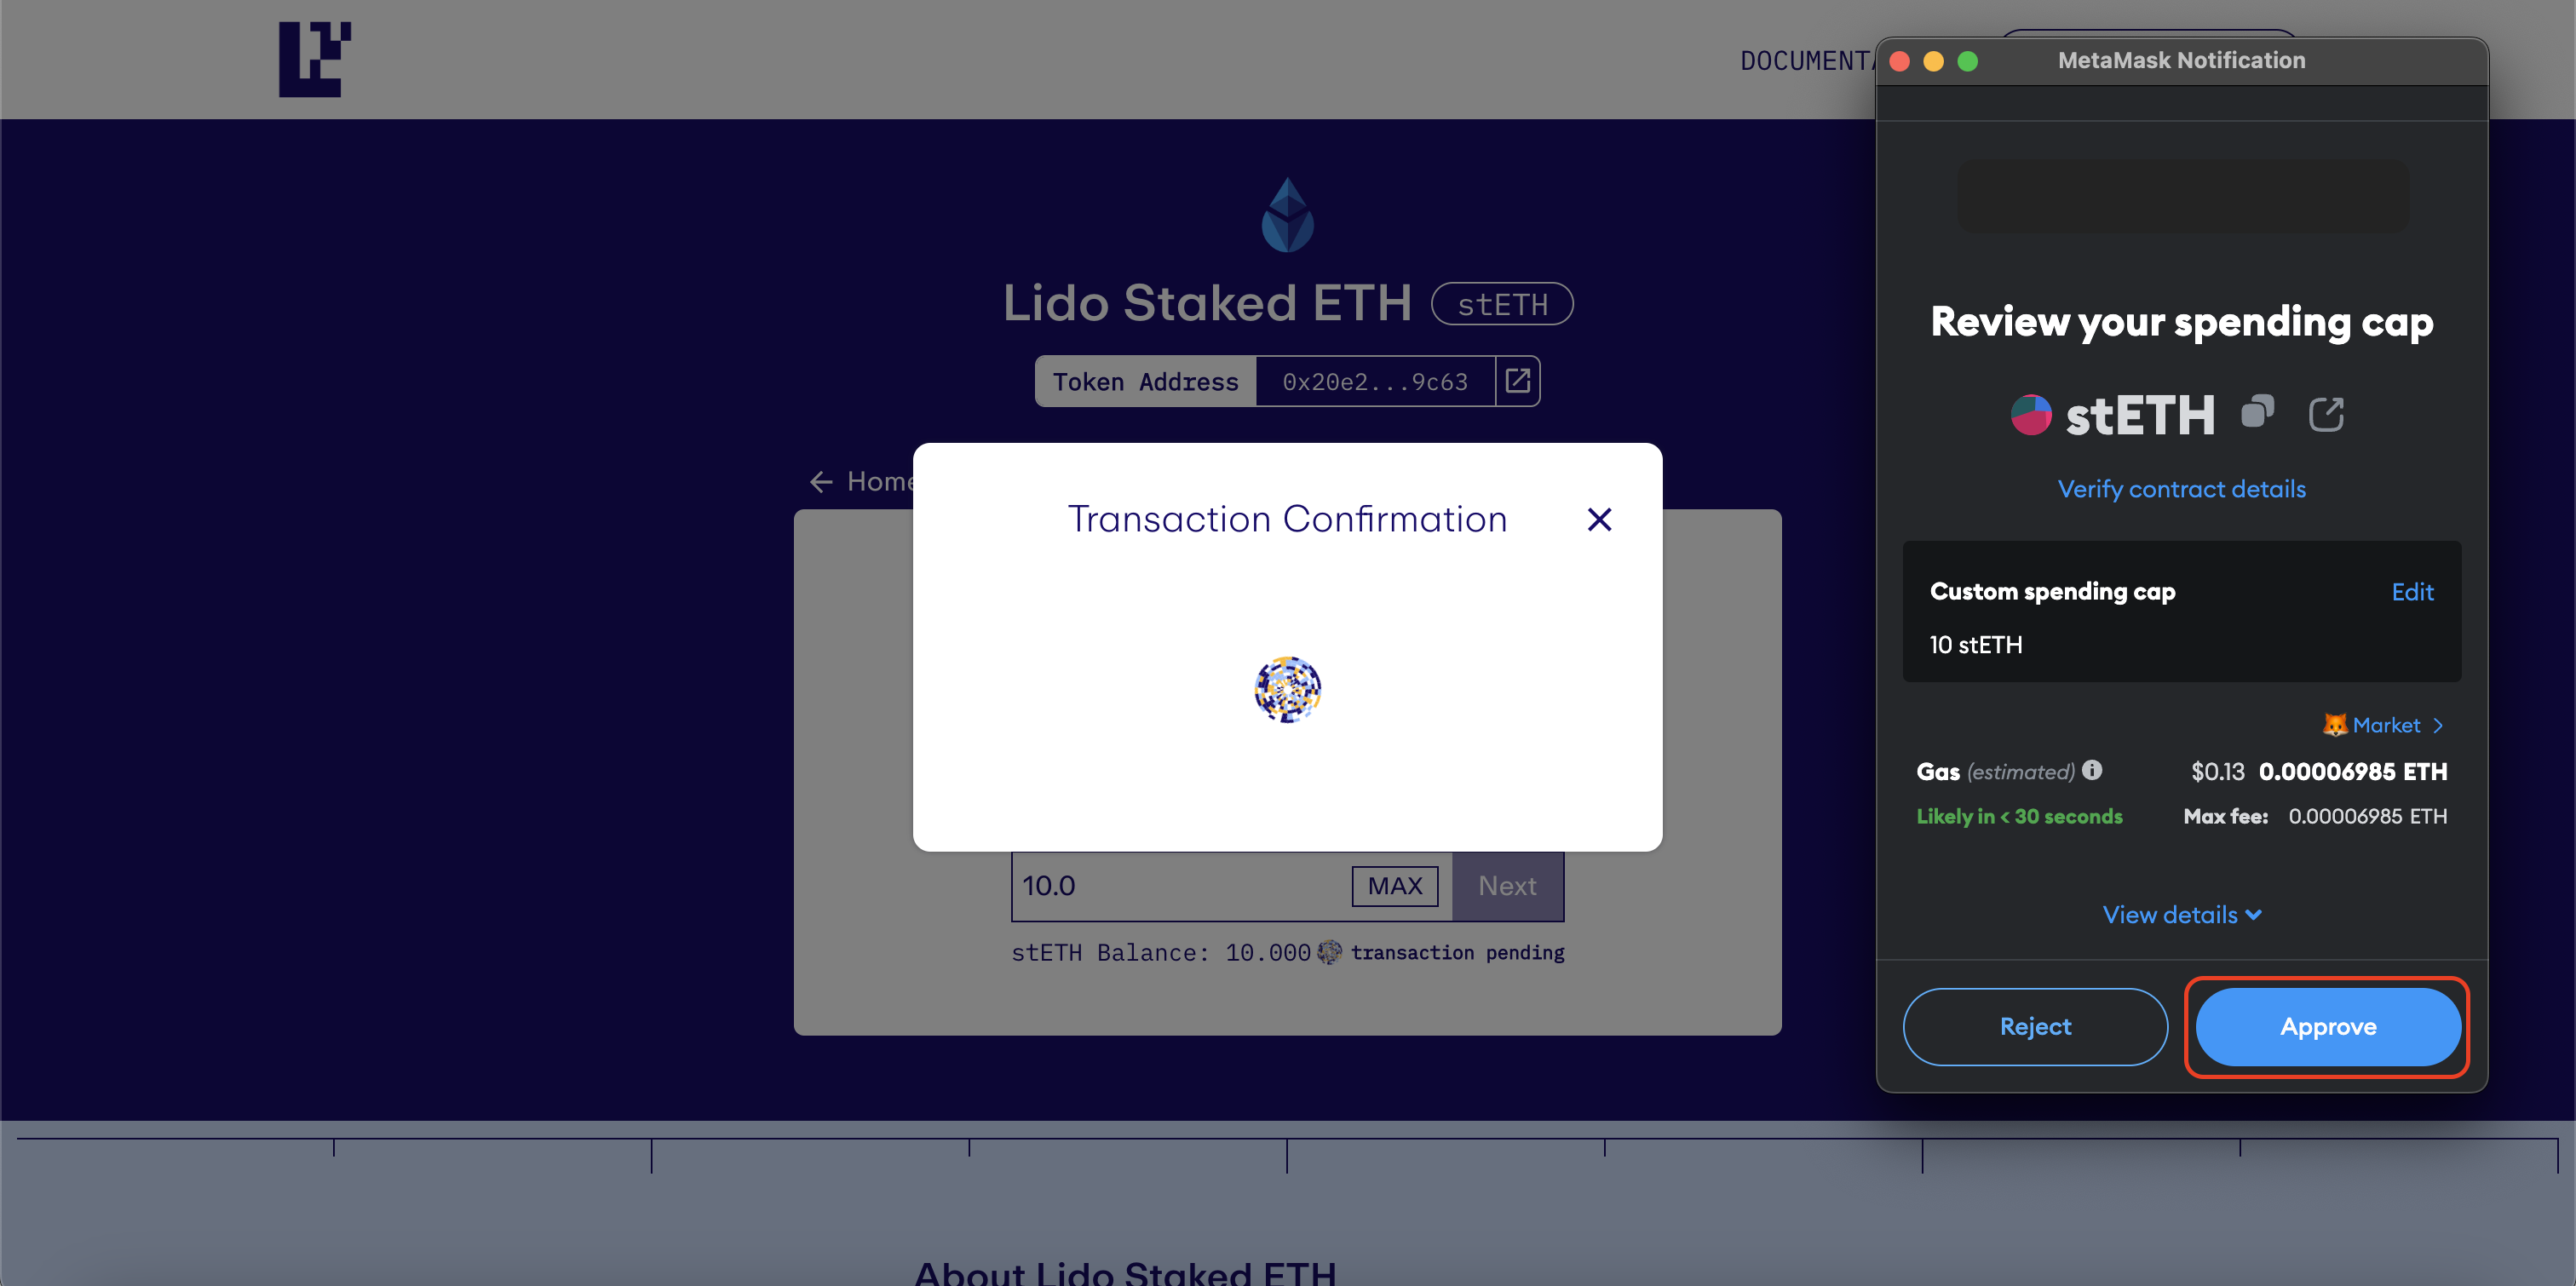 DOCUMENTA
Lido Staked ETH stETH
Token Address 0x20e2...9c63
← Home
Transaction Confirmation
10.0 MAX Next
stETH Balance: 10.000 transaction pending
About Lido Staked ETH
MetaMask Notification
Review your spending cap
stETH
Verify contract details
Custom spending cap Edit
10 stETH
Market >
Gas (estimated) $0.13 0.00006985 ETH
Likely in < 30 seconds Max fee: 0.00006985 ETH
View details
Reject Approve